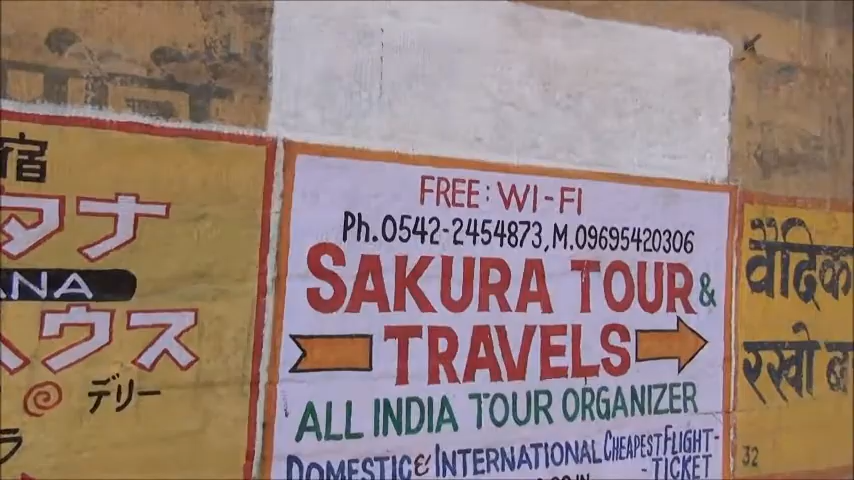 宿
タナ
ANA
ハウス
@デリー
FREE: WI-FI
Ph. 0542-2454873, M.09695420306
SAKURA TOUR &
TRAVELS
ALL INDIA TOUR ORGANIZER
DOMESTIC & INTERNATIONAL CHEAPEST FLIGHT-
-TICKET
वैदिक
रखो
32